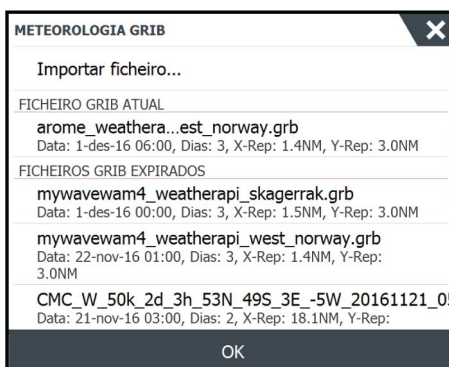 METEOROLOGIA GRIB
Importar ficheiro...
FICHEIRO GRIB ATUAL
arome_weathera...est_norway.grb
Data: 1-des-16 06:00, Dias: 3, X-Rep: 1.4NM, Y-Rep: 3.0NM
FICHEIROS GRIB EXPIRADOS
mywavewam4_weatherapi_skagerrak.grb
Data: 1-des-16 00:00, Dias: 3, X-Rep: 1.5NM, Y-Rep: 3.0NM
mywavewam4_weatherapi_west_norway.grb
Data: 22-nov-16 01:00, Dias: 3, X-Rep: 1.4NM, Y-Rep:
3.0NM
CMC_W_50k_2d_3h_53N_49S_3E_-5W_20161121_05
Data: 21-nov-16 03:00, Dias: 2, X-Rep: 18.1NM, Y-Rep:
OK